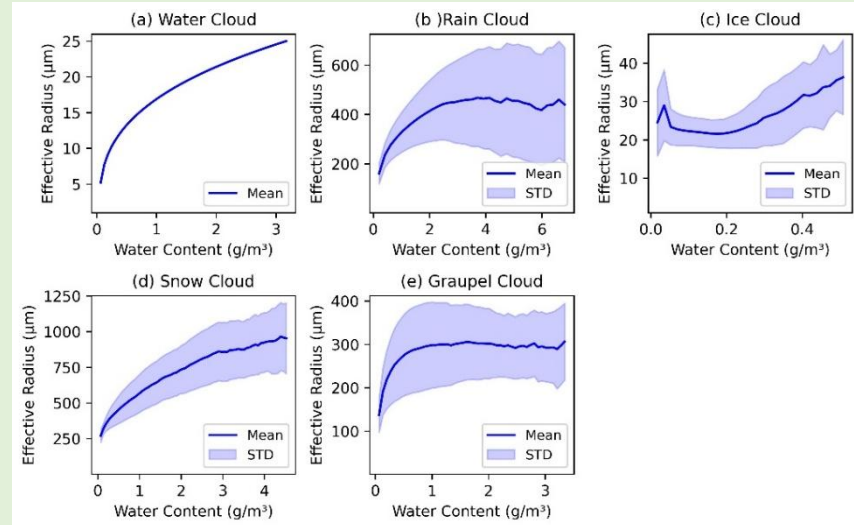 (a) Water Cloud
25
20
15
10
5
Effective Radius (µm)
0 1 2 3
Water Content (g/m³)
Mean
(b )Rain Cloud
600
400
200
Effective Radius (µm)
0 2 4 6
Water Content (g/m³)
Mean
STD
(c) Ice Cloud
40
30
20
10
Effective Radius (µm)
0.0 0.2 0.4
Water Content (g/m³)
Mean
STD
(d) Snow Cloud
1250
1000
750
500
250
Effective Radius (µm)
0 1 2 3 4
Water Content (g/m³)
Mean
STD
(e) Graupel Cloud
400
300
200
100
Effective Radius (µm)
0 1 2 3
Water Content (g/m³)
Mean
STD